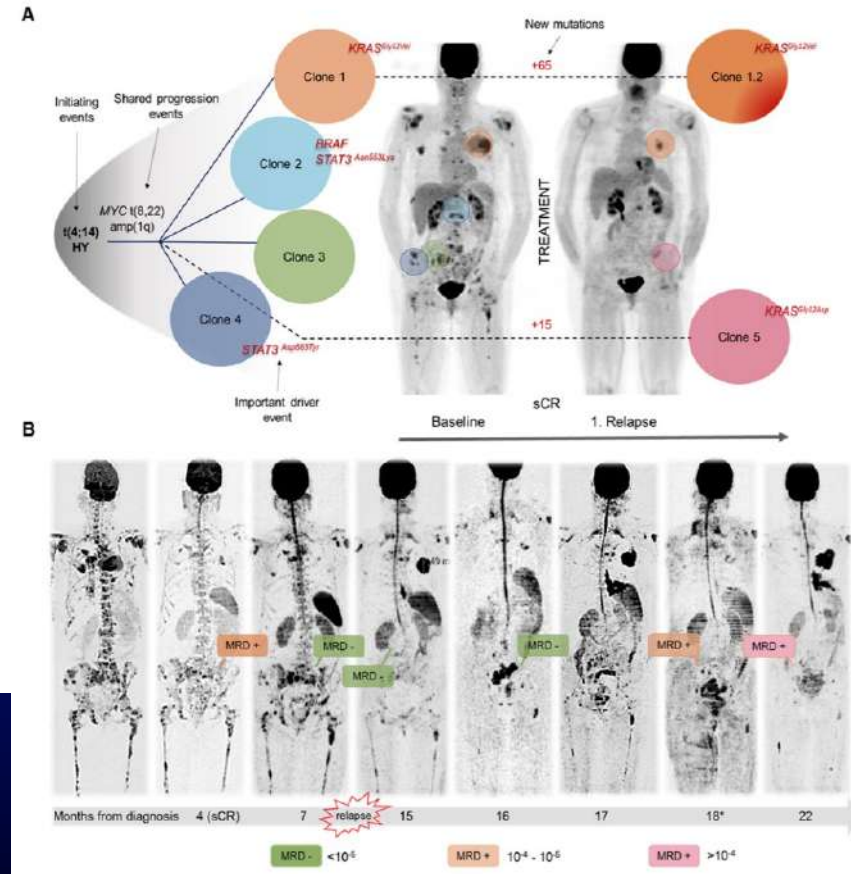 A
New mutations
KRAS Gly12Val
+65
KRAS Gly12Val
Clone 1
Clone 1.2
Initiating
events
Shared progression
events
BRAF
STAT3
Clone 2
MYC t(8,22)
amp(1q)
t(4;14)
HY
Clone 3
TREATMENT
Clone 4
+15
KRAS
Clone 5
STAT3
Important driver
event
sCR
Baseline
1. Relapse
B
MRD +
MRD -
MRD -
MRD -
MRD +
MRD +
Months from diagnosis 4 (sCR) 7 relapse 15 16 17 18* 22
MRD - <10-5
MRD + 10-4 - 10-5
MRD + >10-4